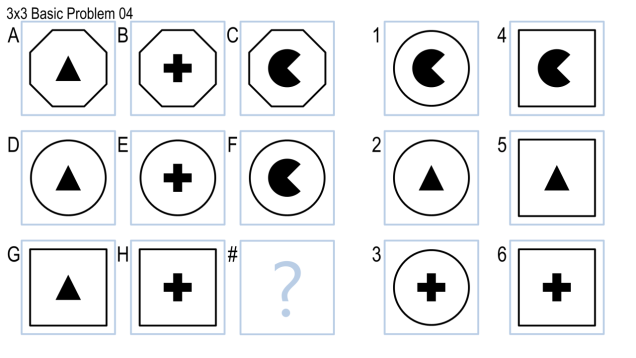 3x3 Basic Problem 04
A B C 1 4
D E F 2 5
G H # ? 3 6